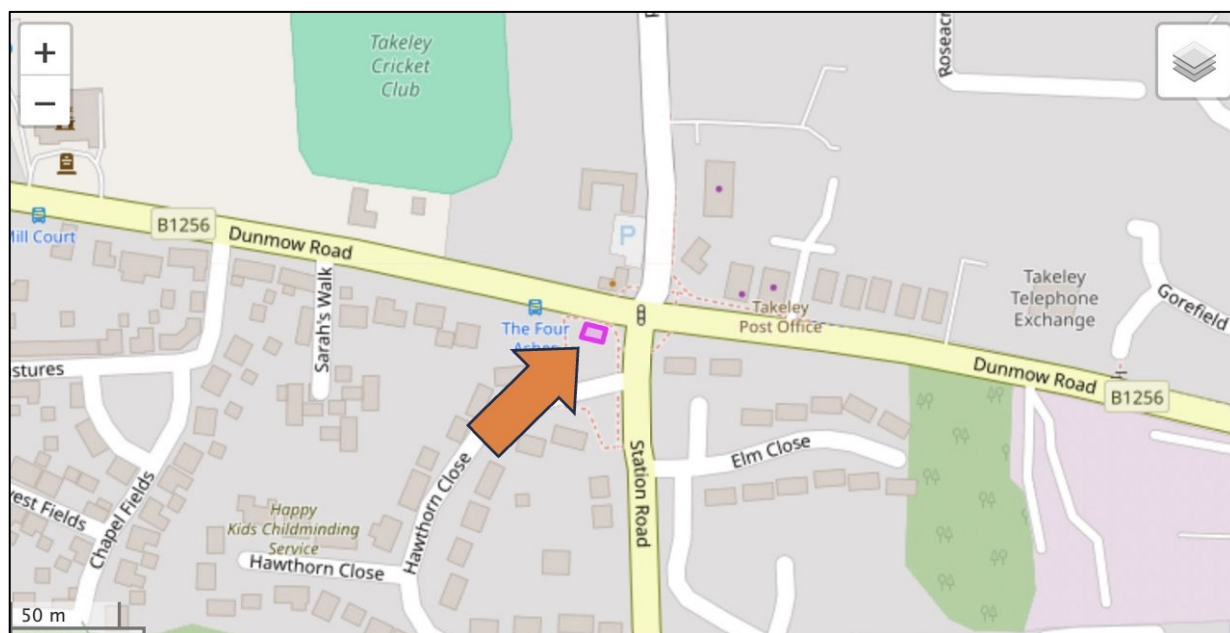 +
−
Takeley
Cricket
Club
Roseacr
P
Mill Court
B1256
Dunmow Road
Sarah's Walk
The Four
Takeley
Post Office
Takeley
Telephone
Exchange
Gorefield
Dunmow Road
B1256
stures
Chapel Fields
vest Fields
Happy
Kids Childminding
Service
Hawthorn Close
Hawthorn Close
Station Road
Elm Close
50 m